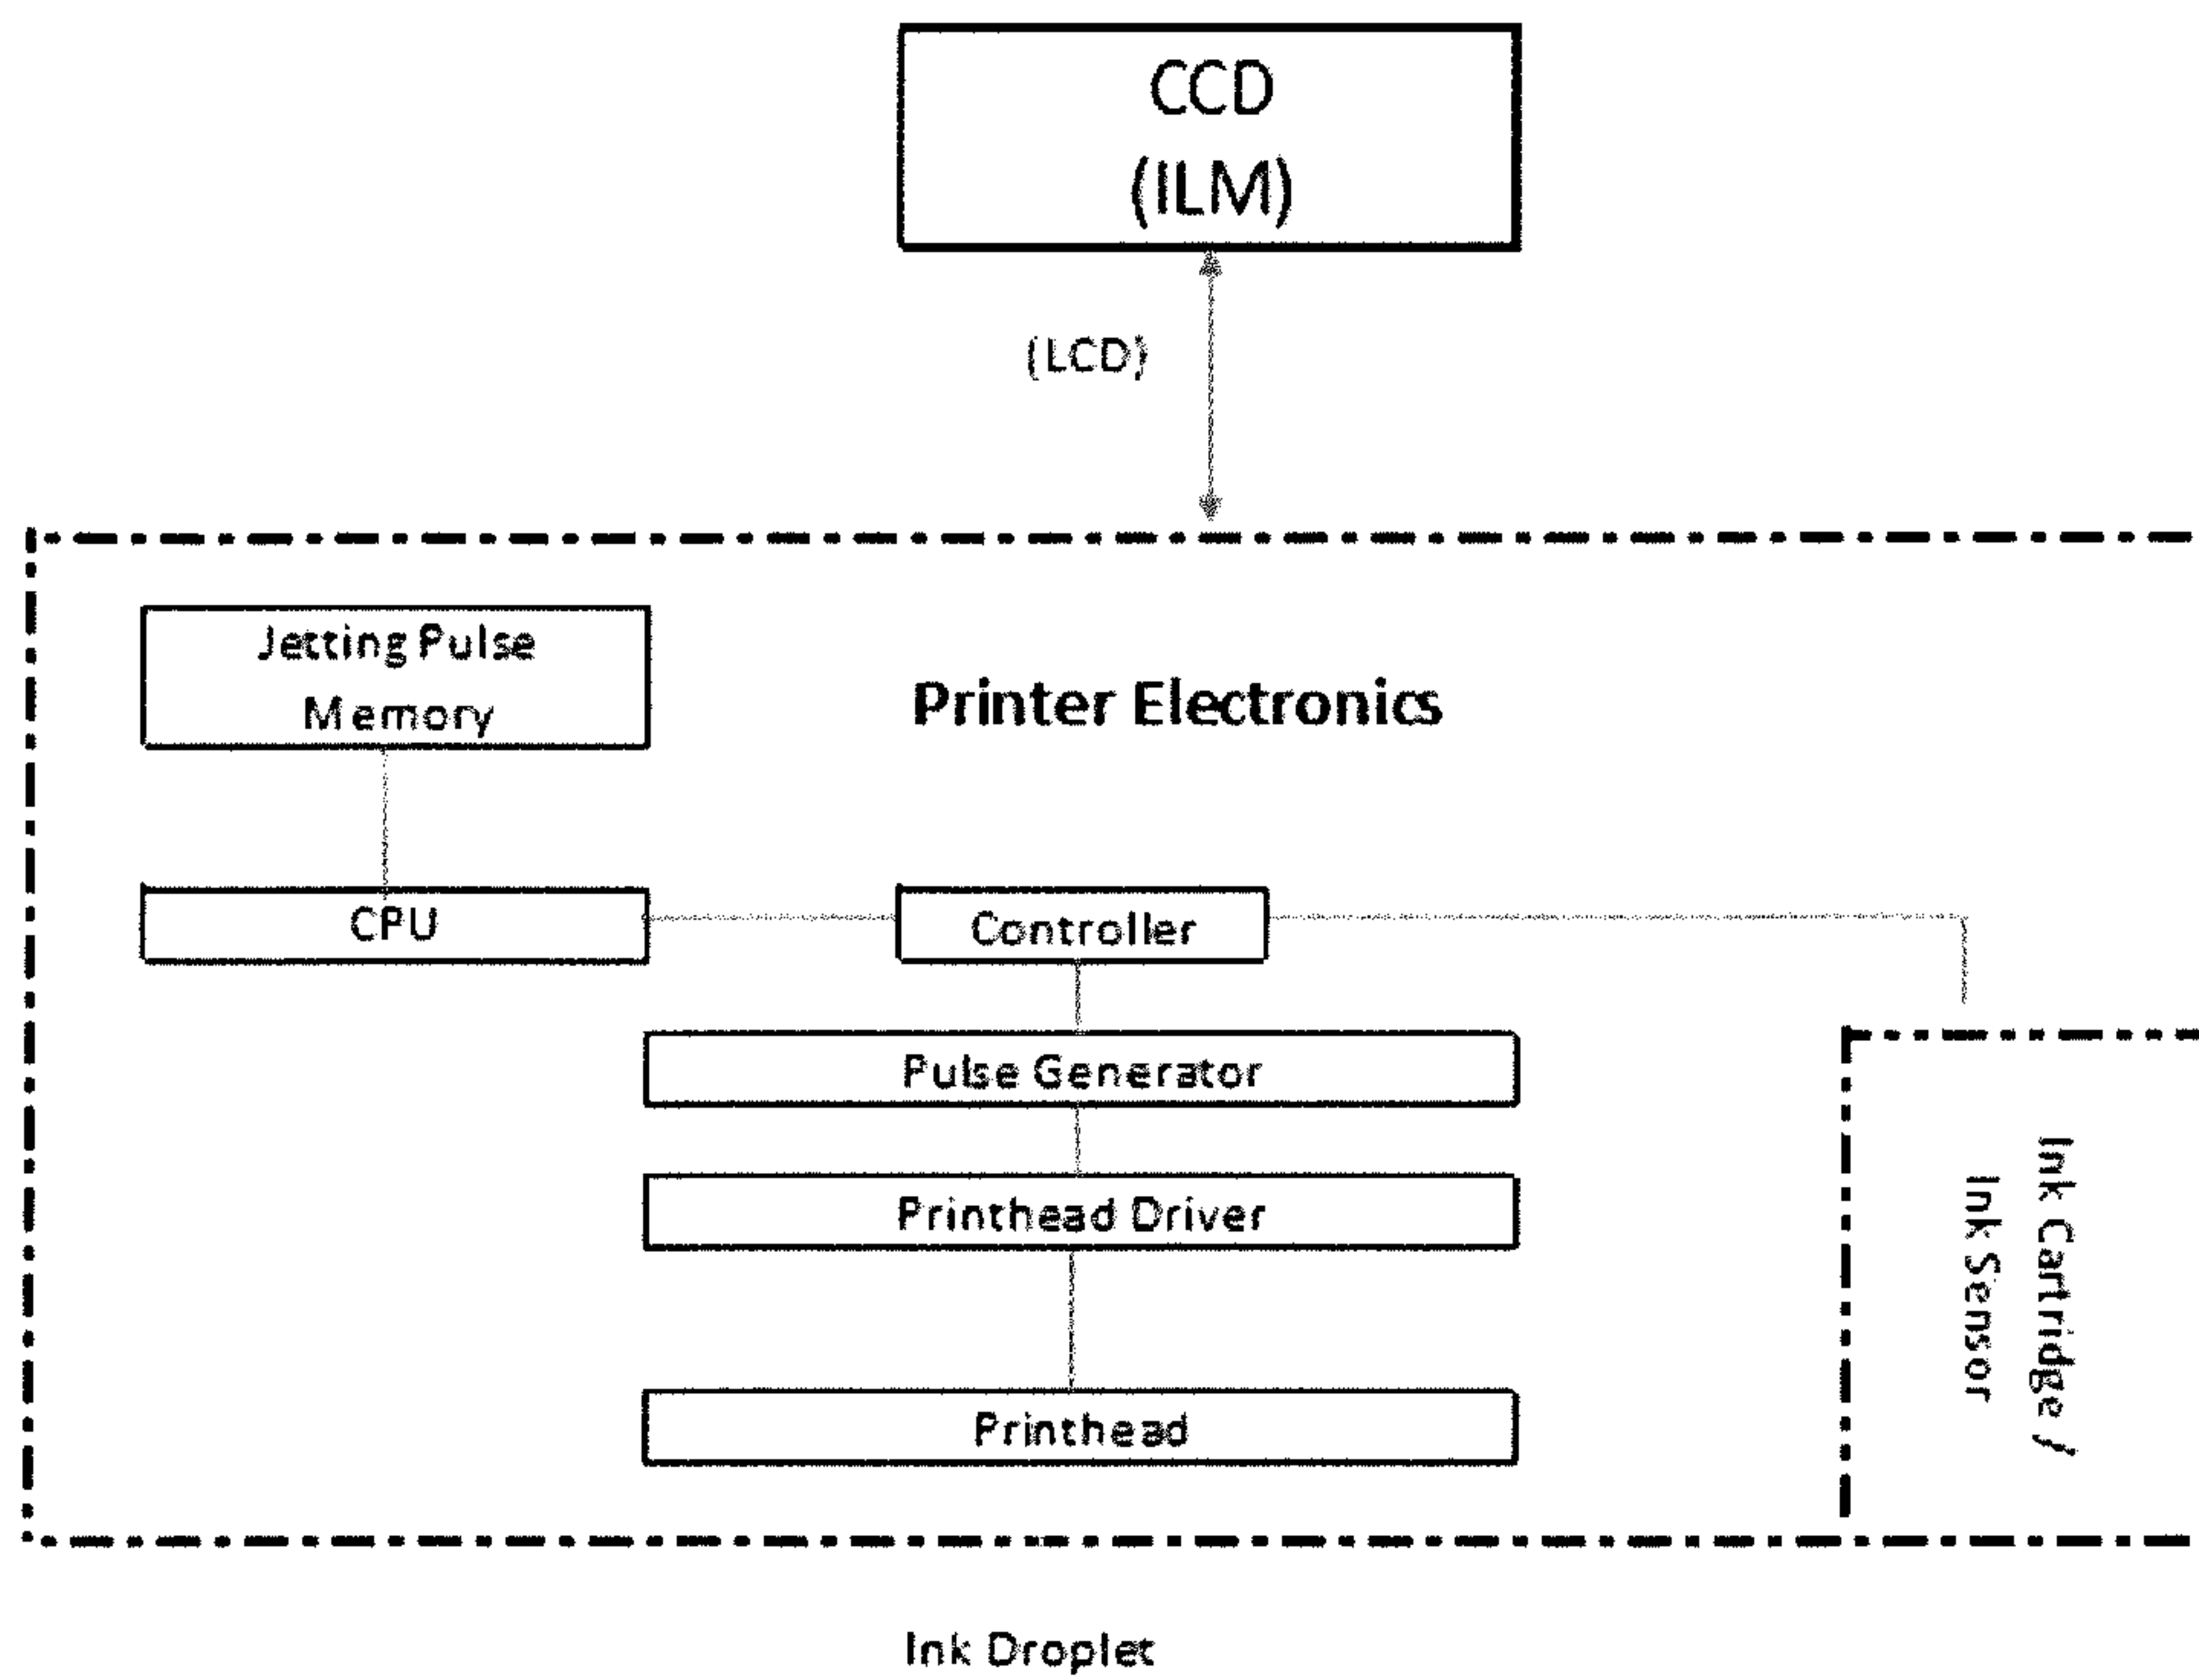 CCD
(ILM)
(LCD)
Jetting Pulse
Memory
Printer Electronics
CPU
Controller
Pulse Generator
Printhead Driver
Printhead
Ink Cartridge /
Ink Sensor
Ink Droplet